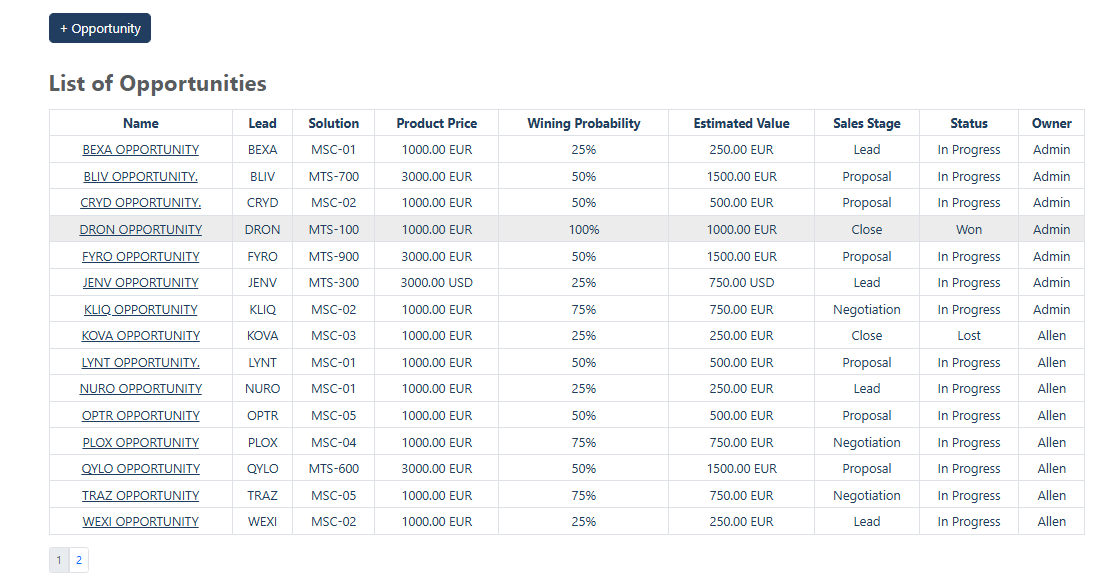 + Opportunity
List of Opportunities
Name Lead Solution Product Price Wining Probability Estimated Value Sales Stage Status Owner
BEXA OPPORTUNITY BEXA MSC-01 1000.00 EUR 25% 250.00 EUR Lead In Progress Admin
BLIV OPPORTUNITY. BLIV MTS-700 3000.00 EUR 50% 1500.00 EUR Proposal In Progress Admin
CRYD OPPORTUNITY. CRYD MSC-02 1000.00 EUR 50% 500.00 EUR Proposal In Progress Admin
DRON OPPORTUNITY DRON MTS-100 1000.00 EUR 100% 1000.00 EUR Close Won Admin
FYRO OPPORTUNITY FYRO MTS-900 3000.00 EUR 50% 1500.00 EUR Proposal In Progress Admin
JENV OPPORTUNITY JENV MTS-300 3000.00 USD 25% 750.00 USD Lead In Progress Admin
KLIQ OPPORTUNITY KLIQ MSC-02 1000.00 EUR 75% 750.00 EUR Negotiation In Progress Admin
KOVA OPPORTUNITY KOVA MSC-03 1000.00 EUR 25% 250.00 EUR Close Lost Allen
LYNT OPPORTUNITY. LYNT MSC-01 1000.00 EUR 50% 500.00 EUR Proposal In Progress Allen
NURO OPPORTUNITY NURO MSC-01 1000.00 EUR 25% 250.00 EUR Lead In Progress Allen
OPTR OPPORTUNITY OPTR MSC-05 1000.00 EUR 50% 500.00 EUR Proposal In Progress Allen
PLOX OPPORTUNITY PLOX MSC-04 1000.00 EUR 75% 750.00 EUR Negotiation In Progress Allen
QYLO OPPORTUNITY QYLO MTS-600 3000.00 EUR 50% 1500.00 EUR Proposal In Progress Allen
TRAZ OPPORTUNITY TRAZ MSC-05 1000.00 EUR 75% 750.00 EUR Negotiation In Progress Allen
WEXI OPPORTUNITY WEXI MSC-02 1000.00 EUR 25% 250.00 EUR Lead In Progress Allen
1 2